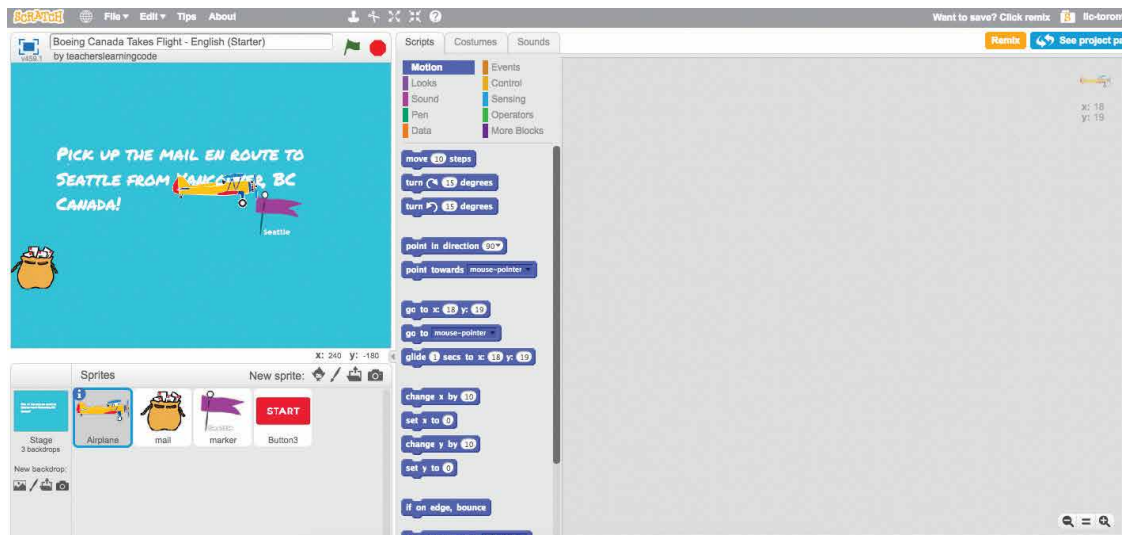 SCRATCH File Edit Tips About Want to save? Click remix llc-toron
Boeing Canada Takes Flight - English (Starter)
v458.1 by teacherslearningcode
Scripts Costumes Sounds
Remix See project pa
Motion Events
Looks Control
Sound Sensing
Pen Operators
Data More Blocks
x: 18
y: 19
PICK UP THE MAIL EN ROUTE TO
SEATTLE FROM VANCOUVER, BC
CANADA!
Seattle
move 10 steps
turn 15 degrees
turn 15 degrees
point in direction 90
point towards mouse-pointer
go to x: 18 y: 19
go to mouse-pointer
glide 1 secs to x: 18 y: 19
change x by 10
set x to 0
change y by 10
set y to 0
if on edge, bounce
X: 240 y: -180
Sprites New sprite:
START
Stage Airplane mail marker Button3
3 backdrops
New backdrop: